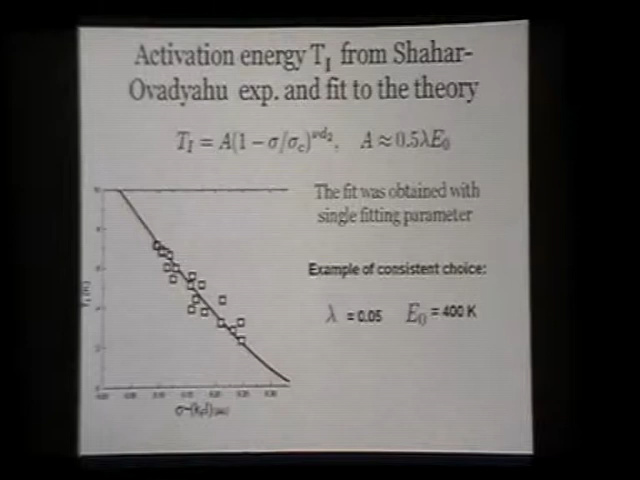 Activation energy T_I from Shahar-
Ovadyahu exp. and fit to the theory
T_I = A(1 − σ/σ_c)^{νd_2}, A ≈ 0.5λE_0
The fit was obtained with
single fitting parameter
Example of consistent choice:
λ = 0.05 E_0 = 400 K